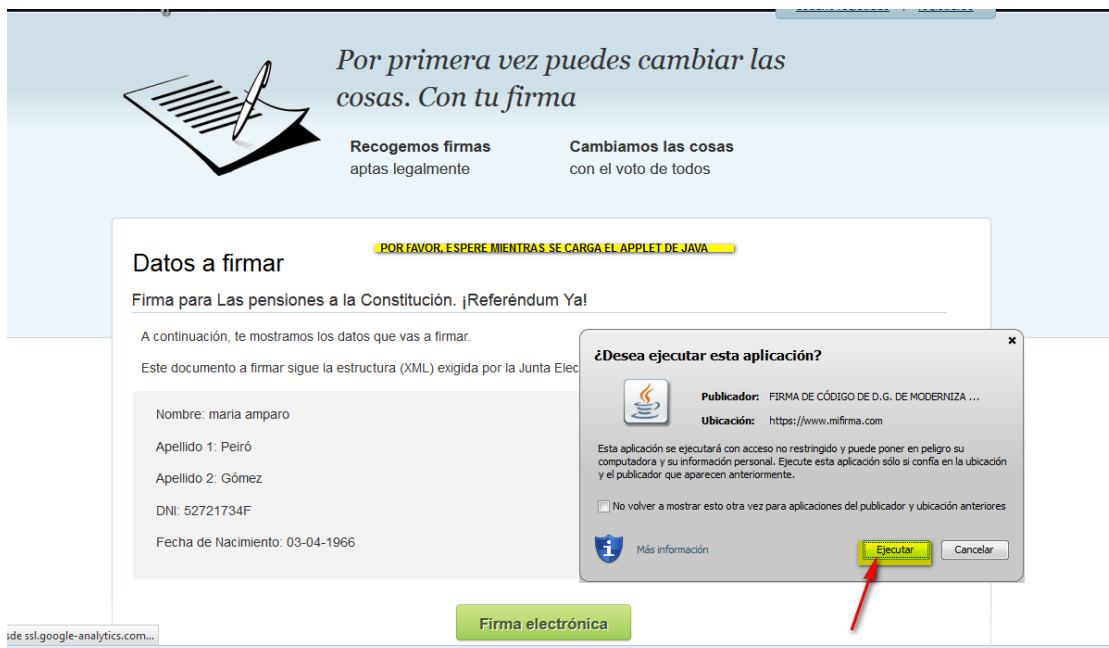 Por primera vez puedes cambiar las
cosas. Con tu firma
Recogemos firmas
aptas legalmente
Cambiamos las cosas
con el voto de todos
POR FAVOR, ESPERE MIENTRAS SE CARGA EL APPLET DE JAVA
Datos a firmar
Firma para Las pensiones a la Constitución. ¡Referéndum Ya!
A continuación, te mostramos los datos que vas a firmar.
Este documento a firmar sigue la estructura (XML) exigida por la Junta Elec
Nombre: maria amparo
Apellido 1: Peiró
Apellido 2: Gómez
DNI: 52721734F
Fecha de Nacimiento: 03-04-1966
¿Desea ejecutar esta aplicación?
Publicador: FIRMA DE CÓDIGO DE D.G. DE MODERNIZA ...
Ubicación: https://www.mifirma.com
Esta aplicación se ejecutará con acceso no restringido y puede poner en peligro su
computadora y su información personal. Ejecute esta aplicación sólo si confía en la ubicación
y el publicador que aparecen anteriormente.
No volver a mostrar esto otra vez para aplicaciones del publicador y ubicación anteriores
Más información
Ejecutar
Cancelar
Firma electrónica
sde ssl.google-analytics.com...